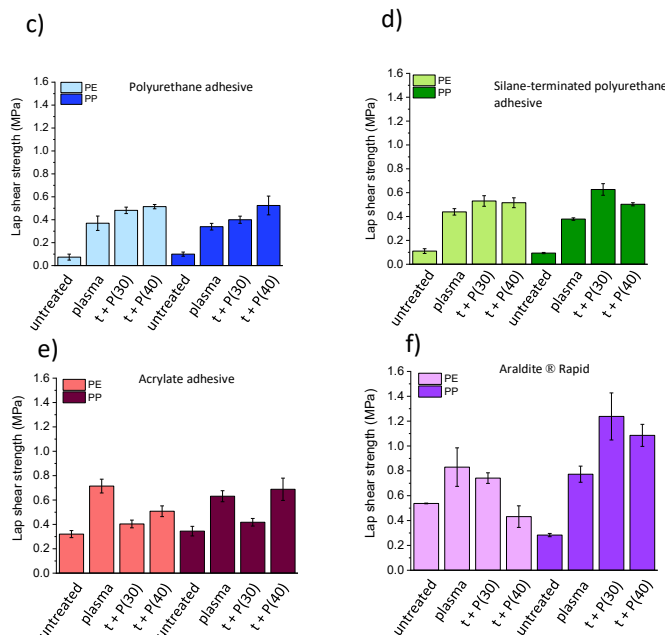 c)
Lap shear strength (MPa)
1.6
1.4
1.2
1.0
0.8
0.6
0.4
0.2
0.0
PE
PP
Polyurethane adhesive
untreated
plasma
t + P(30)
t + P(40)
untreated
plasma
t + P(30)
t + P(40)
d)
Lap shear strength (MPa)
1.6
1.4
1.2
1.0
0.8
0.6
0.4
0.2
0.0
PE
PP
Silane-terminated polyurethane
adhesive
untreated
plasma
t + P(30)
t + P(40)
untreated
plasma
t + P(30)
t + P(40)
e)
Lap shear strength (MPa)
1.6
1.4
1.2
1.0
0.8
0.6
0.4
0.2
0.0
PE
PP
Acrylate adhesive
untreated
plasma
t + P(30)
t + P(40)
untreated
plasma
t + P(30)
t + P(40)
f)
Lap shear strength (MPa)
1.6
1.4
1.2
1.0
0.8
0.6
0.4
0.2
0.0
PE
PP
Araldite ® Rapid
untreated
plasma
t + P(30)
t + P(40)
untreated
plasma
t + P(30)
t + P(40)